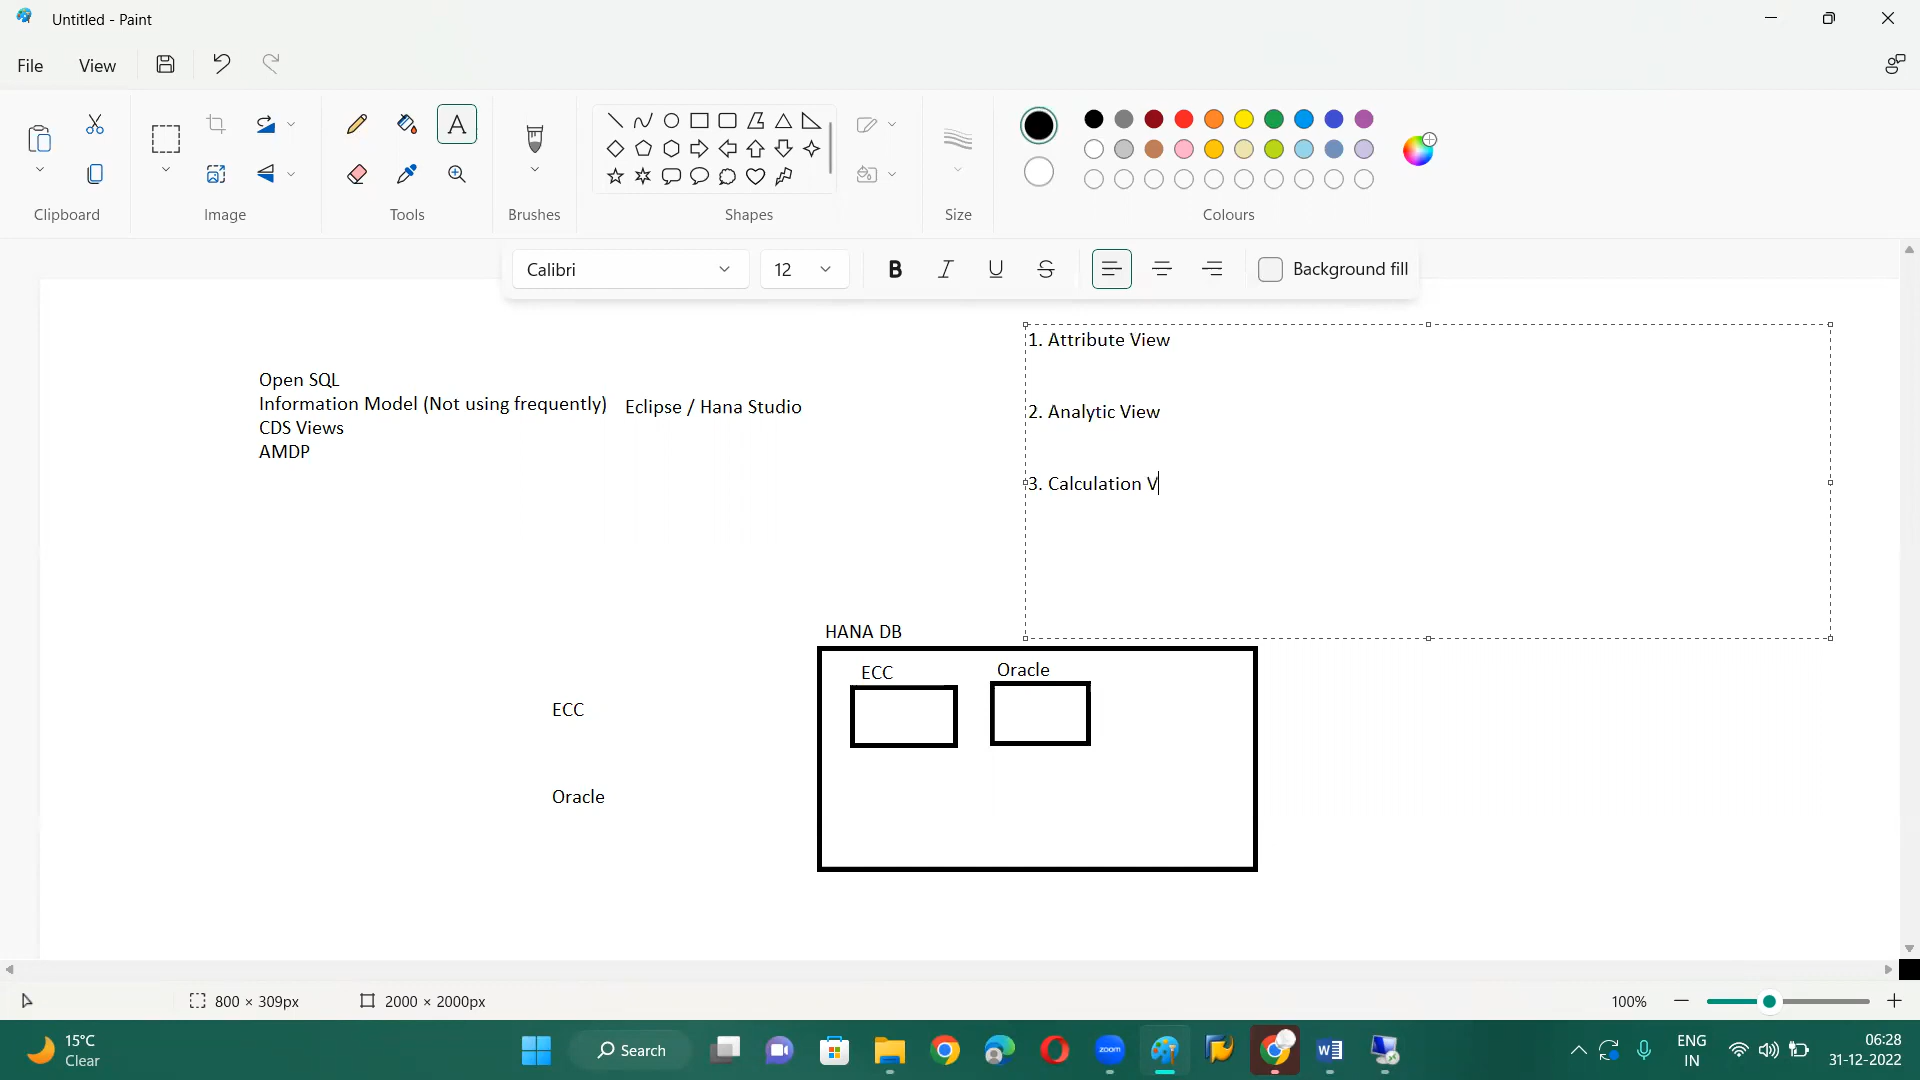 Untitled - Paint
File
View
Clipboard
Image
Tools
Brushes
Shapes
Size
Colours
Calibri
12
B
I
U
S
Background fill
1. Attribute View
Open SQL
Information Model (Not using frequently)
Eclipse / Hana Studio
CDS Views
AMDP
2. Analytic View
3. Calculation V
HANA DB
ECC
Oracle
ECC
Oracle
800 × 309px
2000 × 2000px
100%
15°C
Clear
Search
zoom
ENG
IN
06:28
31-12-2022